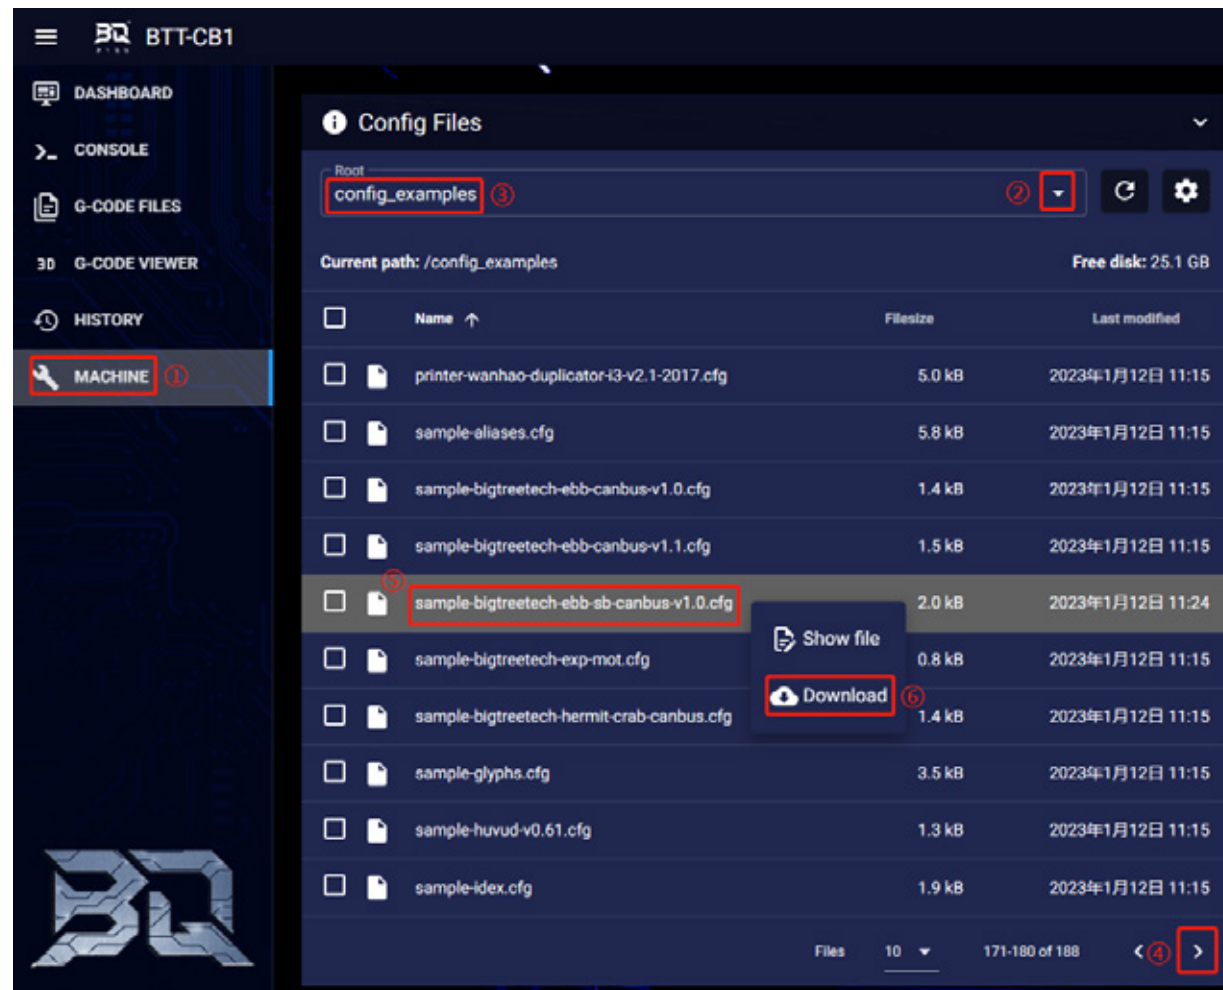 BQ BTT-CB1
DASHBOARD
CONSOLE
G-CODE FILES
3D G-CODE VIEWER
HISTORY
MACHINE ①
Config Files
Root
config_examples ③ ②
Current path: /config_examples Free disk: 25.1 GB
Name Filesize Last modified
printer-wanhao-duplicator-i3-v2.1-2017.cfg 5.0 kB 2023年1月12日 11:15
sample-aliases.cfg 5.8 kB 2023年1月12日 11:15
sample-bigtreetech-ebb-canbus-v1.0.cfg 1.4 kB 2023年1月12日 11:15
sample-bigtreetech-ebb-canbus-v1.1.cfg 1.5 kB 2023年1月12日 11:15
⑤
sample-bigtreetech-ebb-sb-canbus-v1.0.cfg 2.0 kB 2023年1月12日 11:24
Show file
sample-bigtreetech-exp-mot.cfg 0.8 kB 2023年1月12日 11:15
Download ⑥
sample-bigtreetech-hermit-crab-canbus.cfg 1.4 kB 2023年1月12日 11:15
sample-glyphs.cfg 3.5 kB 2023年1月12日 11:15
sample-huvud-v0.61.cfg 1.3 kB 2023年1月12日 11:15
sample-idex.cfg 1.9 kB 2023年1月12日 11:15
BQ
Files 10 171-180 of 188 ④